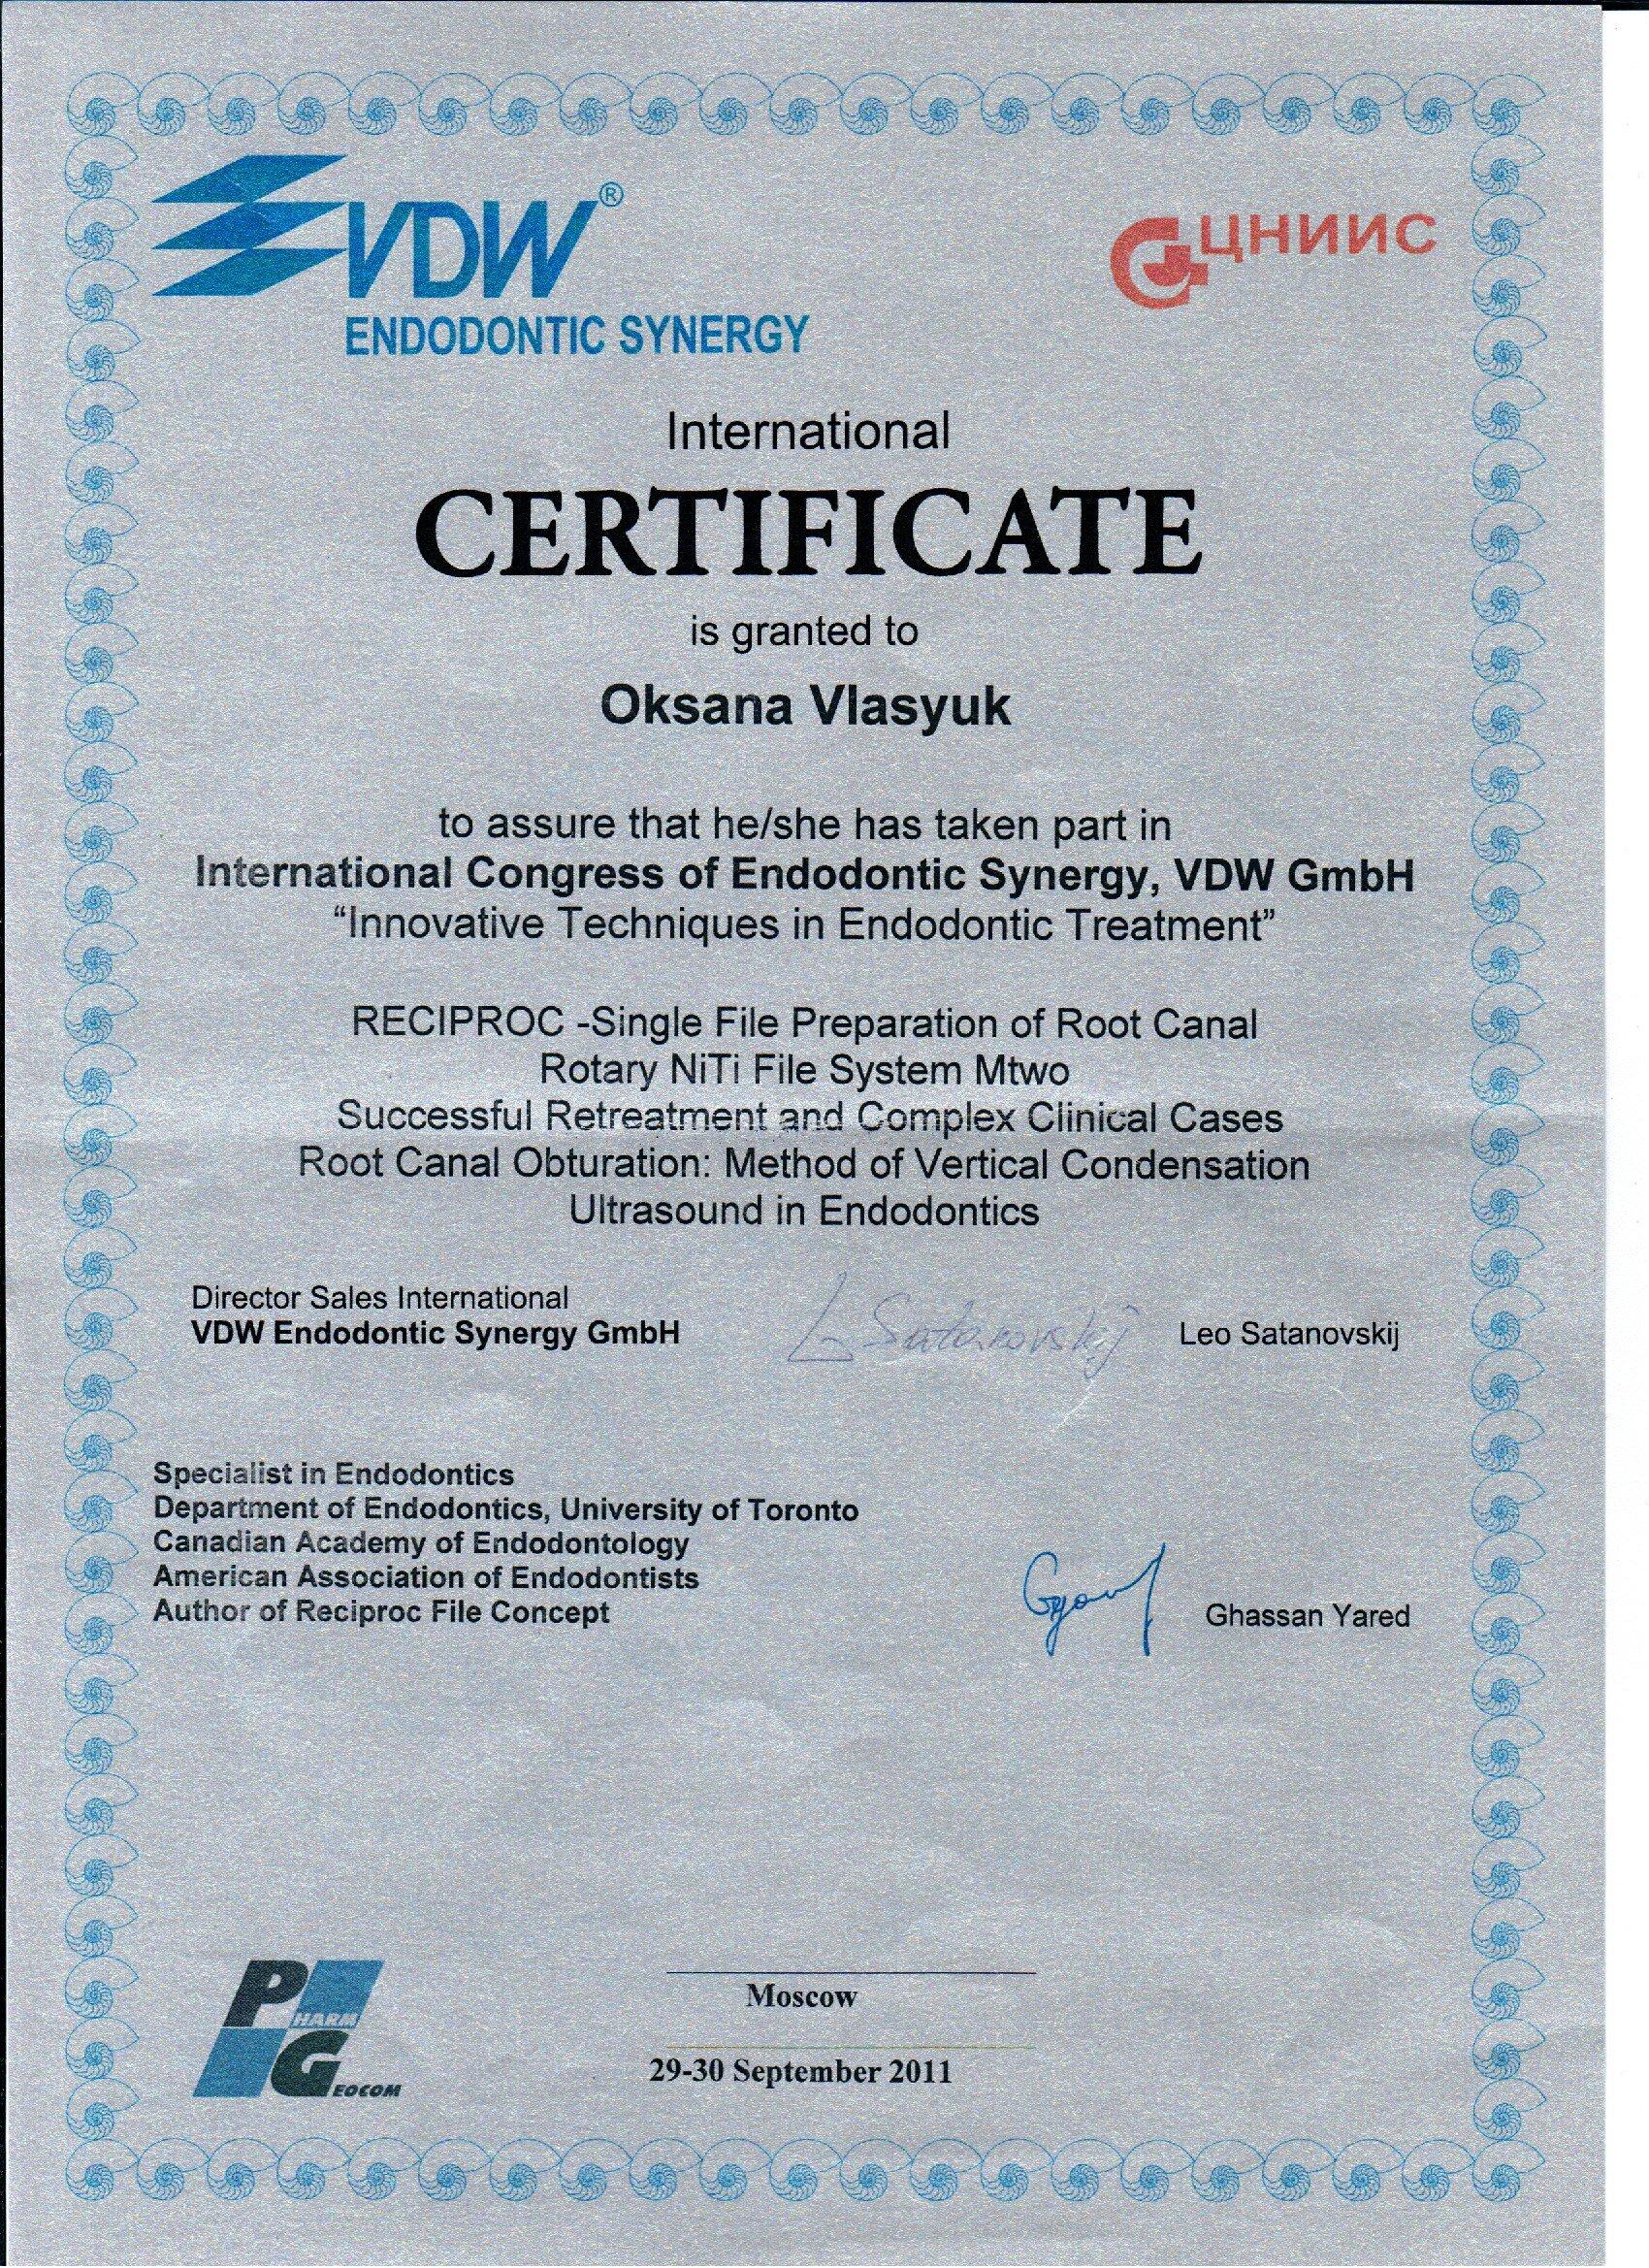 VDW®
ENDODONTIC SYNERGY
ЦНИИС
International
CERTIFICATE
is granted to
Oksana Vlasyuk
to assure that he/she has taken part in
International Congress of Endodontic Synergy, VDW GmbH
“Innovative Techniques in Endodontic Treatment”
RECIPROC -Single File Preparation of Root Canal
Rotary NiTi File System Mtwo
Successful Retreatment and Complex Clinical Cases
Root Canal Obturation: Method of Vertical Condensation
Ultrasound in Endodontics
Director Sales International
VDW Endodontic Synergy GmbH
L Satanovskij
Leo Satanovskij
Specialist in Endodontics
Department of Endodontics, University of Toronto
Canadian Academy of Endodontology
American Association of Endodontists
Author of Reciproc File Concept
Ghassan Yared
PHARM
GEOCOM
Moscow
29-30 September 2011